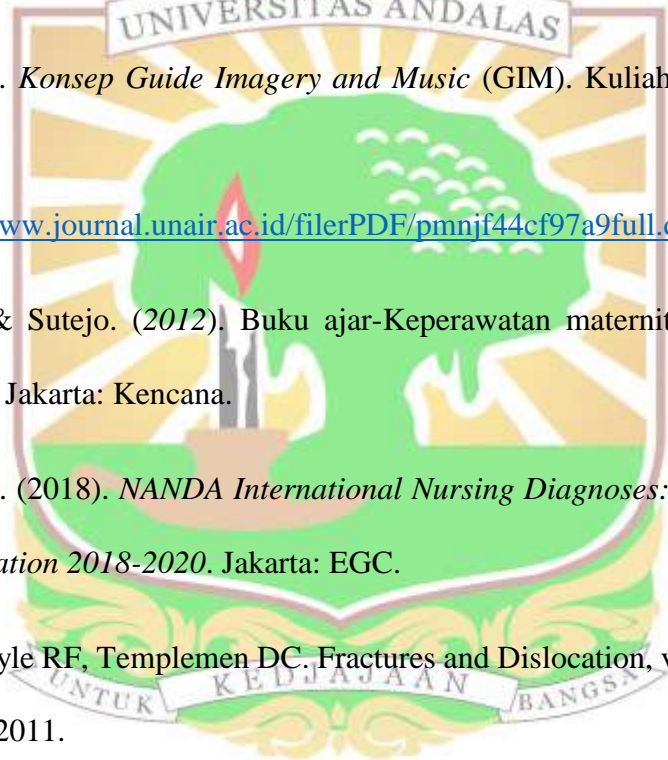 UNIVERSITAS ANDALAS
. Konsep Guide Imagery and Music (GIM). Kuliah
ww.journal.unair.ac.id/filerPDF/pmnjf44cf97a9full.
& Sutejo. (2012). Buku ajar-Keperawatan maternit
Jakarta: Kencana.
. (2018). NANDA International Nursing Diagnoses:
ation 2018-2020. Jakarta: EGC.
yle RF, Templemen DC. Fractures and Dislocation, v
UNTUK KEDJAJAAN BANGSA
2011.